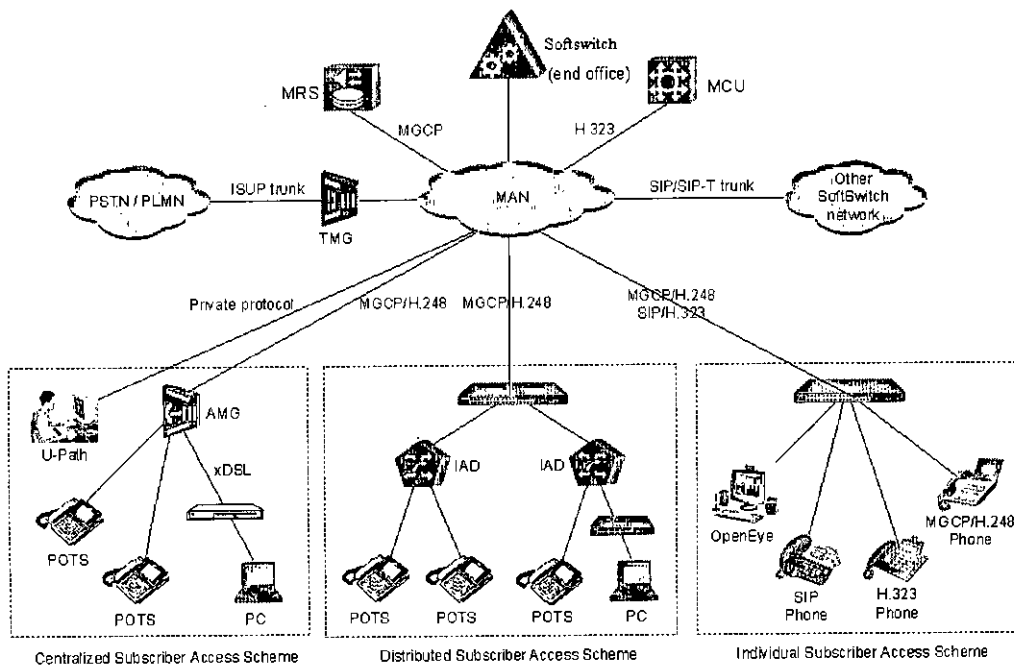 Softswitch
(end office)
MRS
MCU
MGCP
H.323
PSTN / PLMN
ISUP trunk
TMG
MAN
SIP/SIP-T trunk
Other
SoftSwitch
network
Private protocol
MGCP/H.248
MGCP/H.248
MGCP/H.248
SIP/H.323
U-Path
AMG
xDSL
POTS
POTS
PC
IAD
IAD
POTS
POTS
POTS
PC
OpenEye
SIP
Phone
H.323
Phone
MGCP/H.248
Phone
Centralized Subscriber Access Scheme
Distributed Subscriber Access Scheme
Individual Subscriber Access Scheme